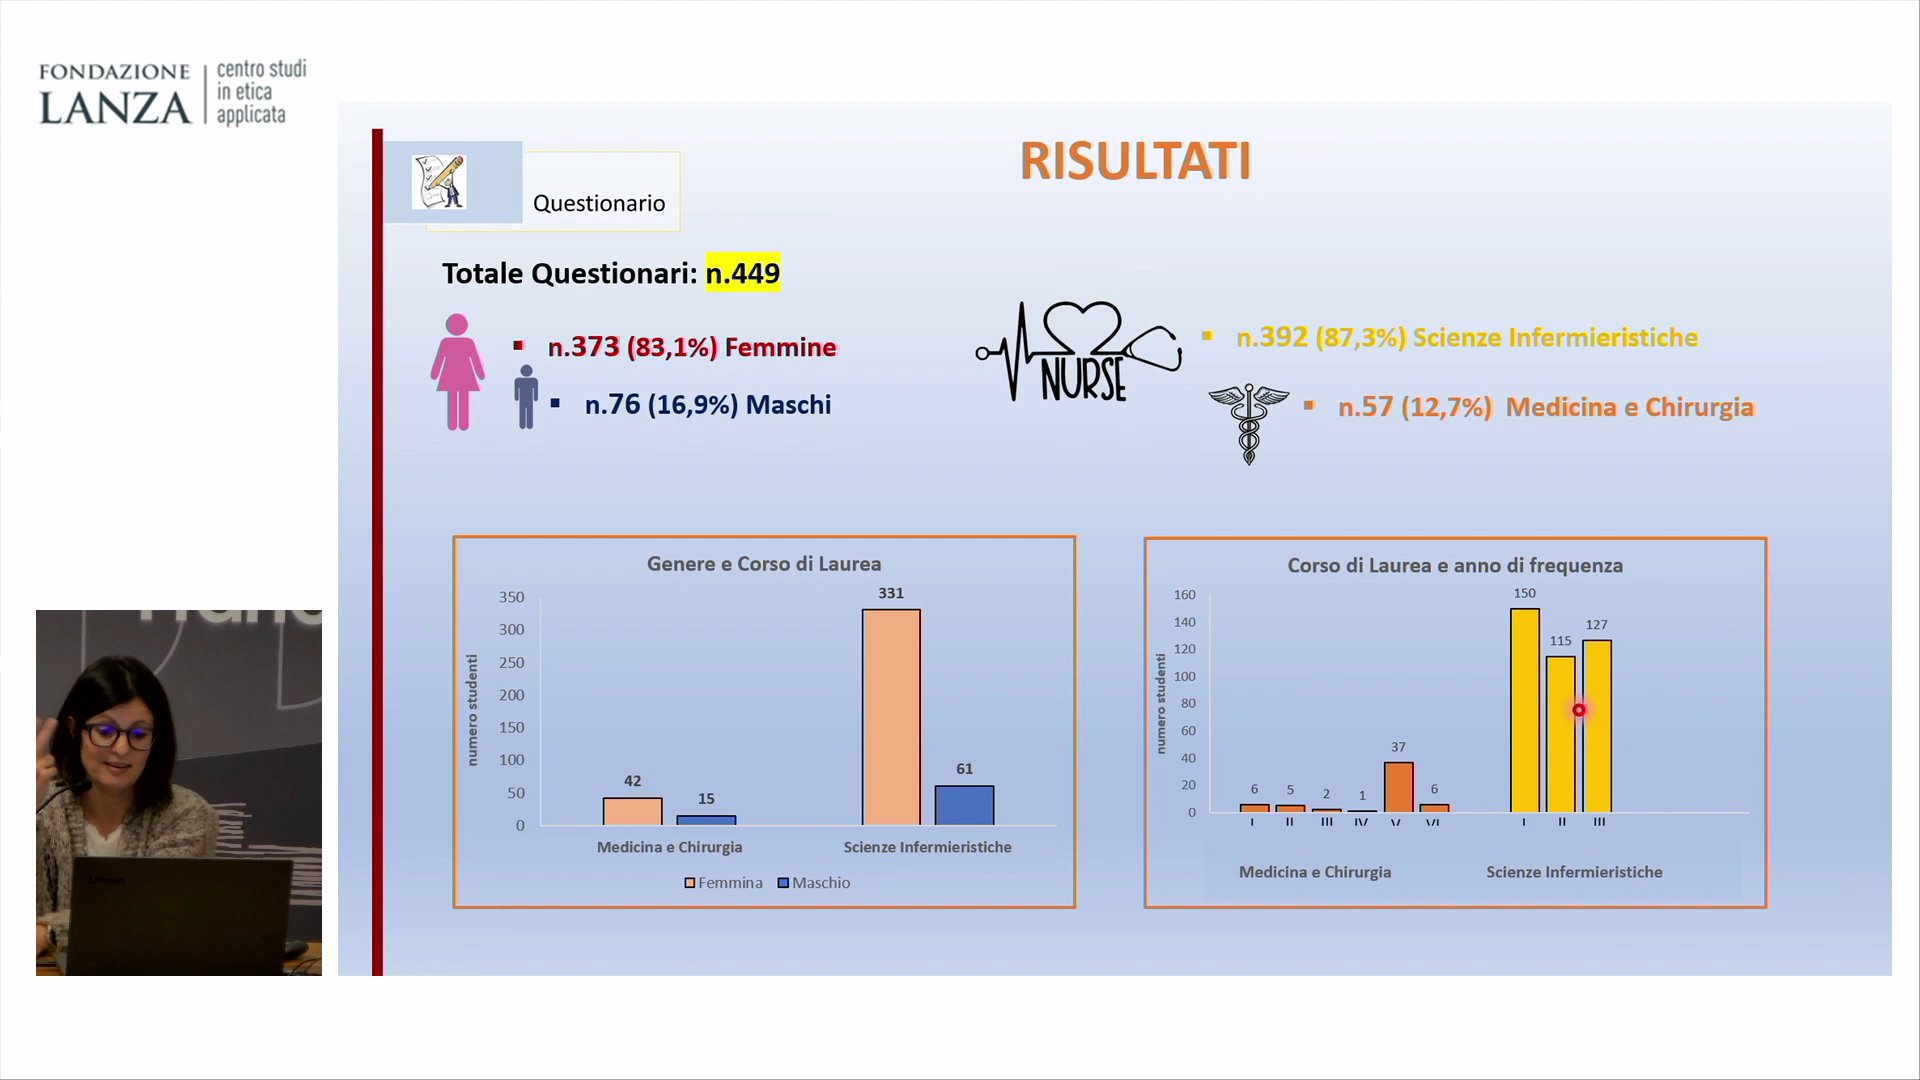 FONDAZIONE
LANZA
centro studi
in etica
applicata
RISULTATI
Questionario
Totale Questionari: n.449
n.373 (83,1%) Femmine
n.76 (16,9%) Maschi
NURSE
n.392 (87,3%) Scienze Infermieristiche
n.57 (12,7%) Medicina e Chirurgia
Genere e Corso di Laurea
numero studenti
350
300
250
200
150
100
50
0
42
15
331
61
Medicina e Chirurgia
Scienze Infermieristiche
Femmina
Maschio
Corso di Laurea e anno di frequenza
numero studenti
160
140
120
100
80
60
40
20
0
6
5
2
1
37
6
150
115
127
I II III IV V VI
I II III
Medicina e Chirurgia
Scienze Infermieristiche